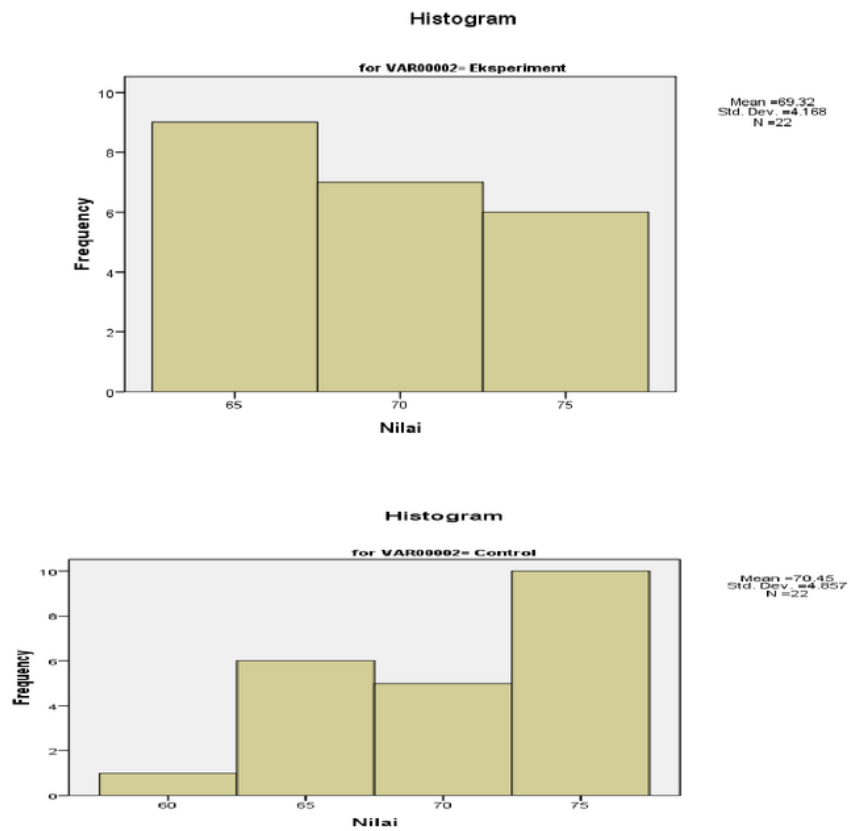 Histogram
for VAR00002= Eksperiment
Mean =69.32
Std. Dev. =4.168
N =22
Frequency
10
8
6
4
2
0
65 70 75
Nilai
Histogram
for VAR00002= Control
Mean =70.45
Std. Dev. =4.857
N =22
Frequency
10
8
6
4
2
0
60 65 70 75
Nilai